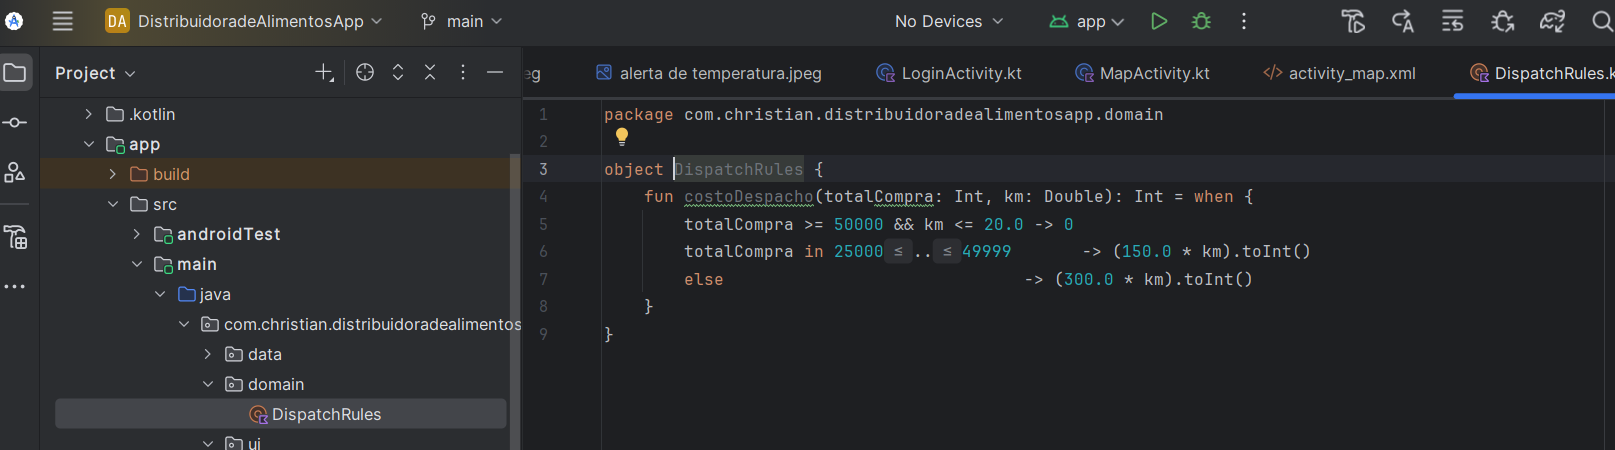 DA DistribuidoradeAlimentosApp main No Devices app
Project
eg alerta de temperatura.jpeg LoginActivity.kt MapActivity.kt activity_map.xml DispatchRules.k
.kotlin
app
build
src
androidTest
main
java
com.christian.distribuidoradealimentos
data
domain
DispatchRules
ui
1 package com.christian.distribuidoradealimentosapp.domain
2
3 object DispatchRules {
4 fun costoDespacho(totalCompra: Int, km: Double): Int = when {
5 totalCompra >= 50000 && km <= 20.0 -> 0
6 totalCompra in 25000 ≤ .. ≤ 49999 -> (150.0 * km).toInt()
7 else -> (300.0 * km).toInt()
8 }
9 }